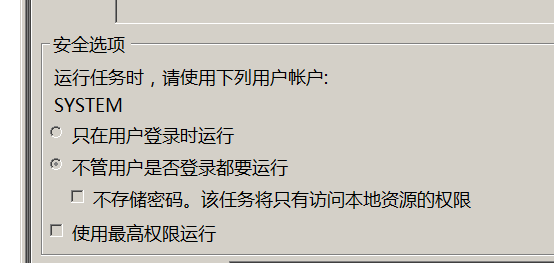 安全选项
运行任务时，请使用下列用户帐户:
SYSTEM
只在用户登录时运行
不管用户是否登录都要运行
不存储密码。该任务将只有访问本地资源的权限
使用最高权限运行